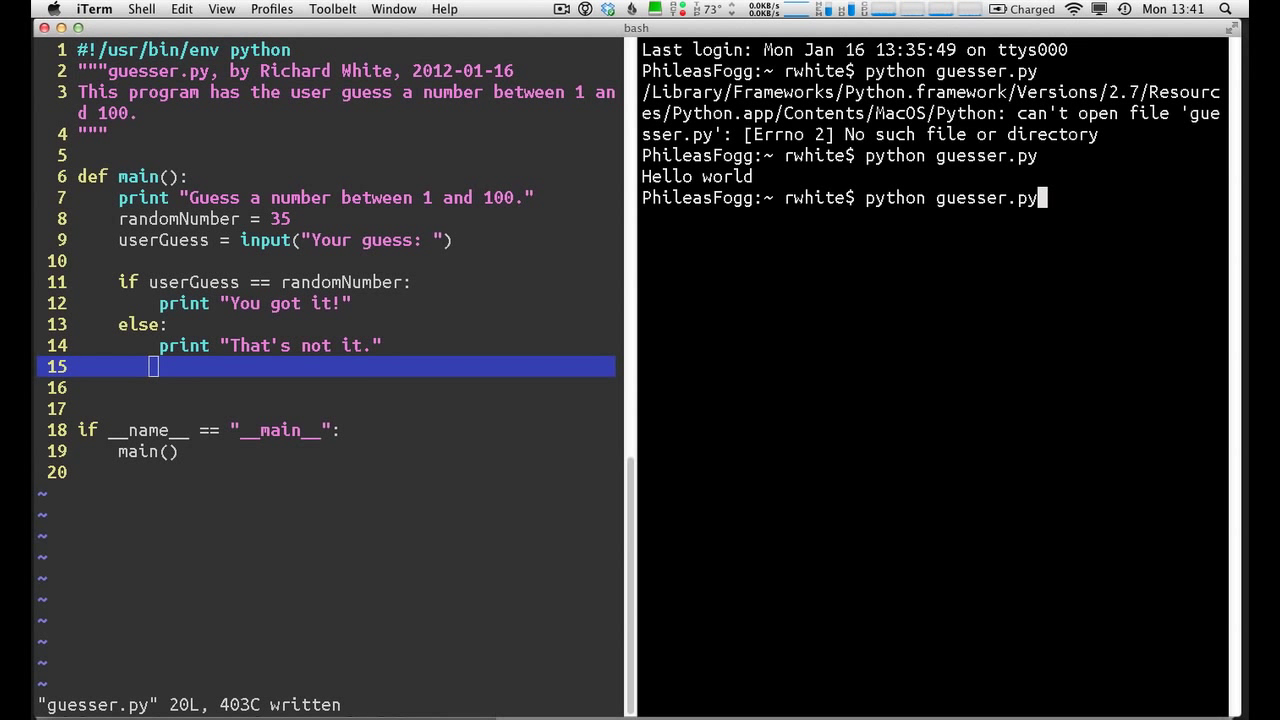 iTerm Shell Edit View Profiles Toolbelt Window Help 73° 0.0KB/s 0.0KB/s Charged Mon 13:41
bash
1 #!/usr/bin/env python
2 """guesser.py, by Richard White, 2012-01-16
3 This program has the user guess a number between 1 an
d 100.
4 """
5
6 def main():
7 print "Guess a number between 1 and 100."
8 randomNumber = 35
9 userGuess = input("Your guess: ")
10
11 if userGuess == randomNumber:
12 print "You got it!"
13 else:
14 print "That's not it."
15
16
17
18 if __name__ == "__main__":
19 main()
20
~
~
~
~
~
~
~
~
~
~
"guesser.py" 20L, 403C written
Last login: Mon Jan 16 13:35:49 on ttys000
PhileasFogg:~ rwhite$ python guesser.py
/Library/Frameworks/Python.framework/Versions/2.7/Resourc
es/Python.app/Contents/MacOS/Python: can't open file 'gue
sser.py': [Errno 2] No such file or directory
PhileasFogg:~ rwhite$ python guesser.py
Hello world
PhileasFogg:~ rwhite$ python guesser.py